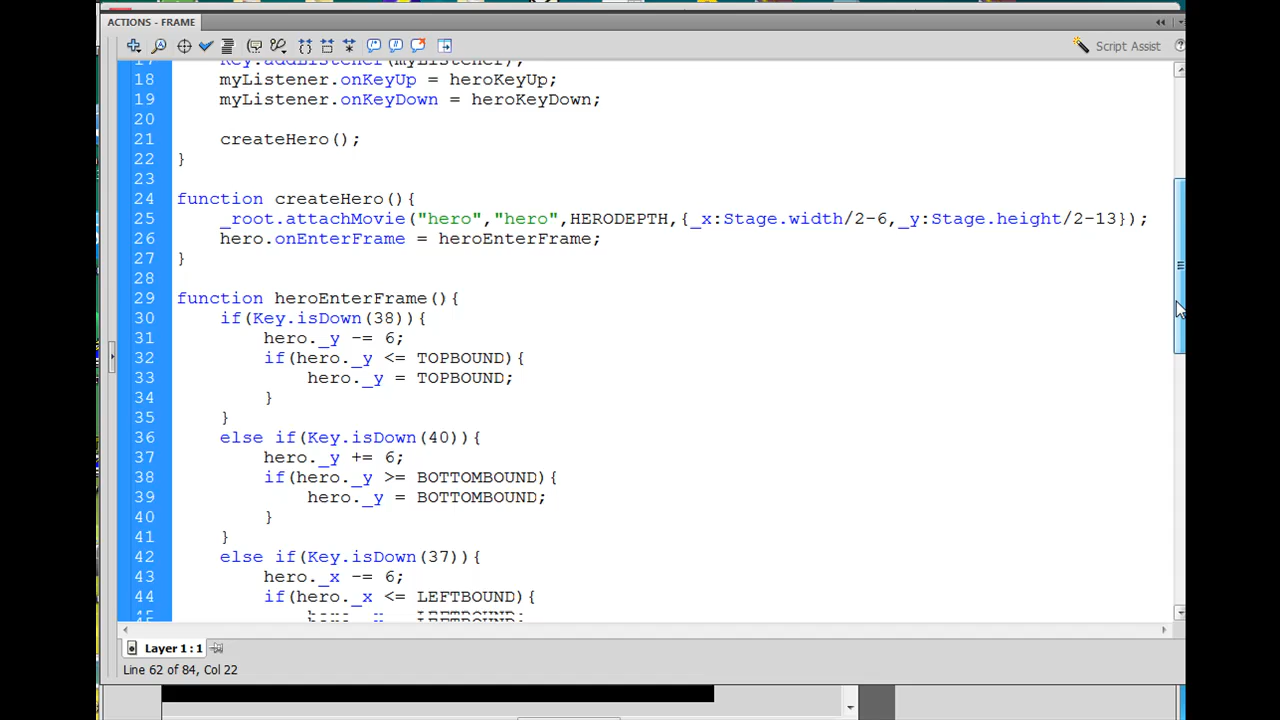 ACTIONS - FRAME
Script Assist
17 Key.addListener(myListener);
18 myListener.onKeyUp = heroKeyUp;
19 myListener.onKeyDown = heroKeyDown;
20
21 createHero();
22 }
23
24 function createHero(){
25 _root.attachMovie("hero","hero",HERODEPTH,{_x:Stage.width/2-6,_y:Stage.height/2-13});
26 hero.onEnterFrame = heroEnterFrame;
27 }
28
29 function heroEnterFrame(){
30 if(Key.isDown(38)){
31 hero._y -= 6;
32 if(hero._y <= TOPBOUND){
33 hero._y = TOPBOUND;
34 }
35 }
36 else if(Key.isDown(40)){
37 hero._y += 6;
38 if(hero._y >= BOTTOMBOUND){
39 hero._y = BOTTOMBOUND;
40 }
41 }
42 else if(Key.isDown(37)){
43 hero._x -= 6;
44 if(hero._x <= LEFTBOUND){
45 hero._x = LEFTBOUND;
Layer 1 : 1
Line 62 of 84, Col 22